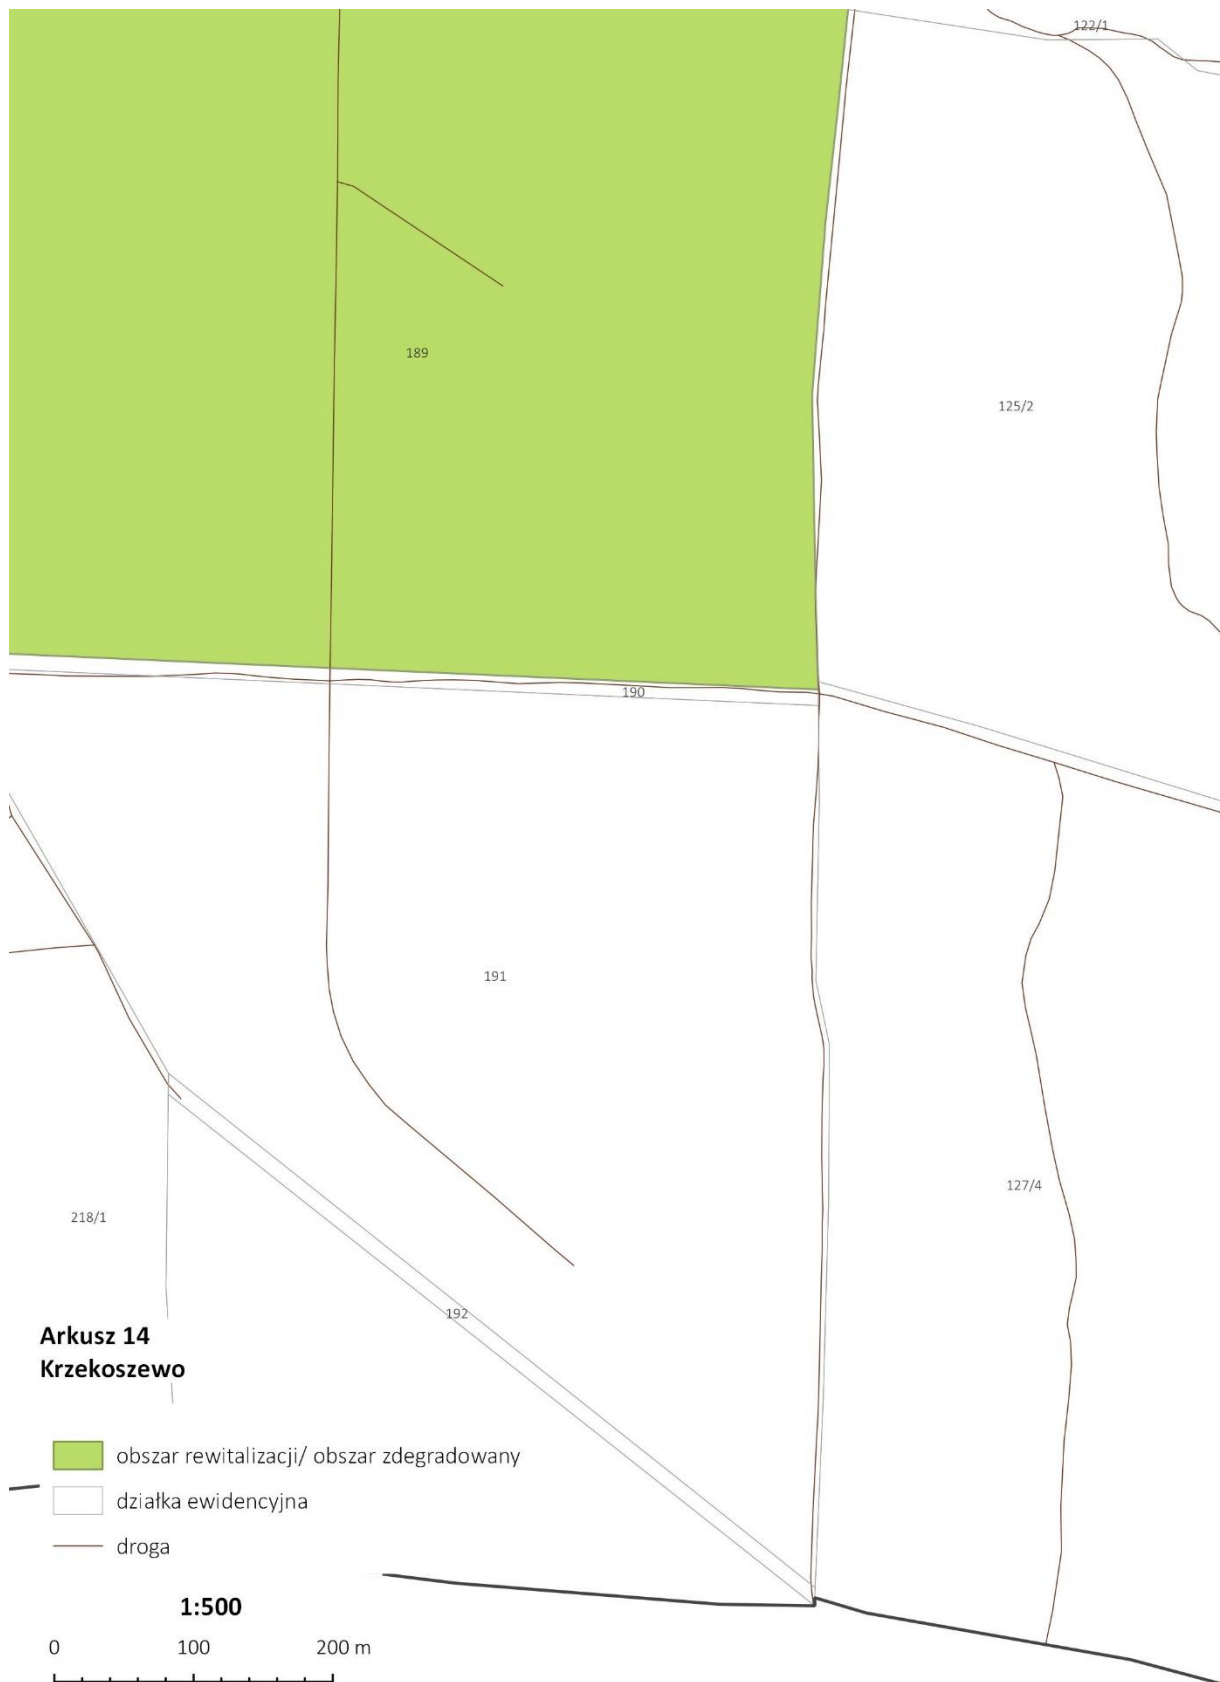 122/1
189
125/2
190
191
127/4
218/1
192
Arkusz 14
Krzekoszewo
obszar rewitalizacji/ obszar zdegradowany
działka ewidencyjna
droga
1:500
0 100 200 m